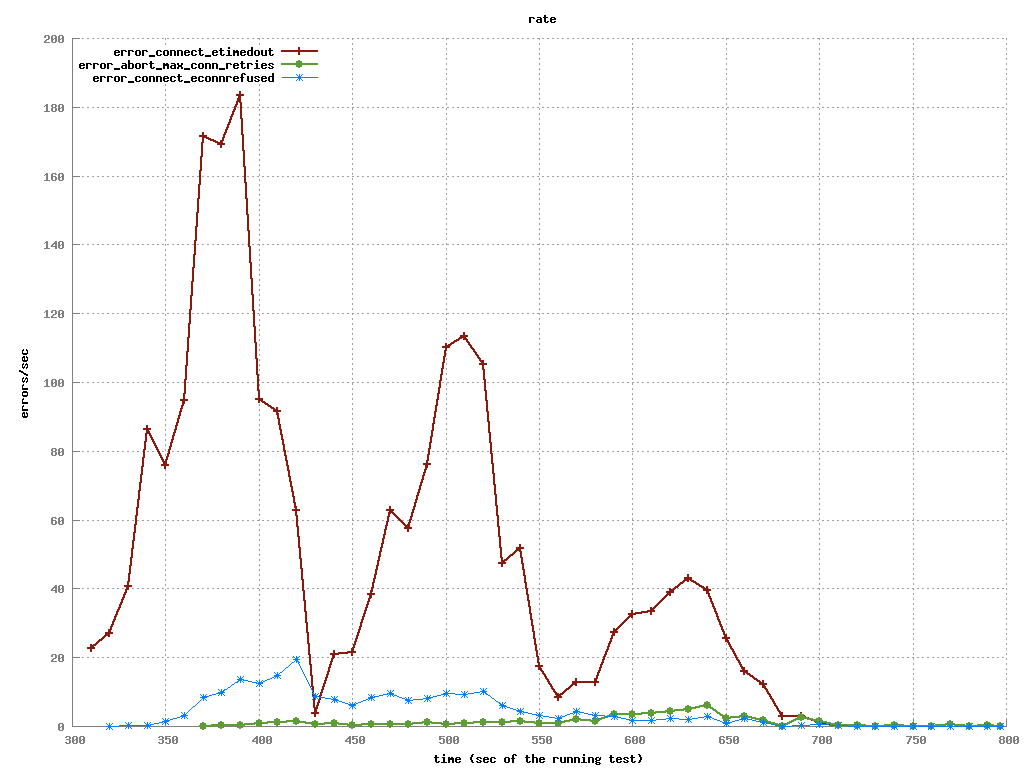 rate
200
180
160
140
120
100
80
60
40
20
0
error_connect_etimedout
error_abort_max_conn_retries
error_connect_econnrefused
errors/sec
300 350 400 450 500 550 600 650 700 750 800
time (sec of the running test)